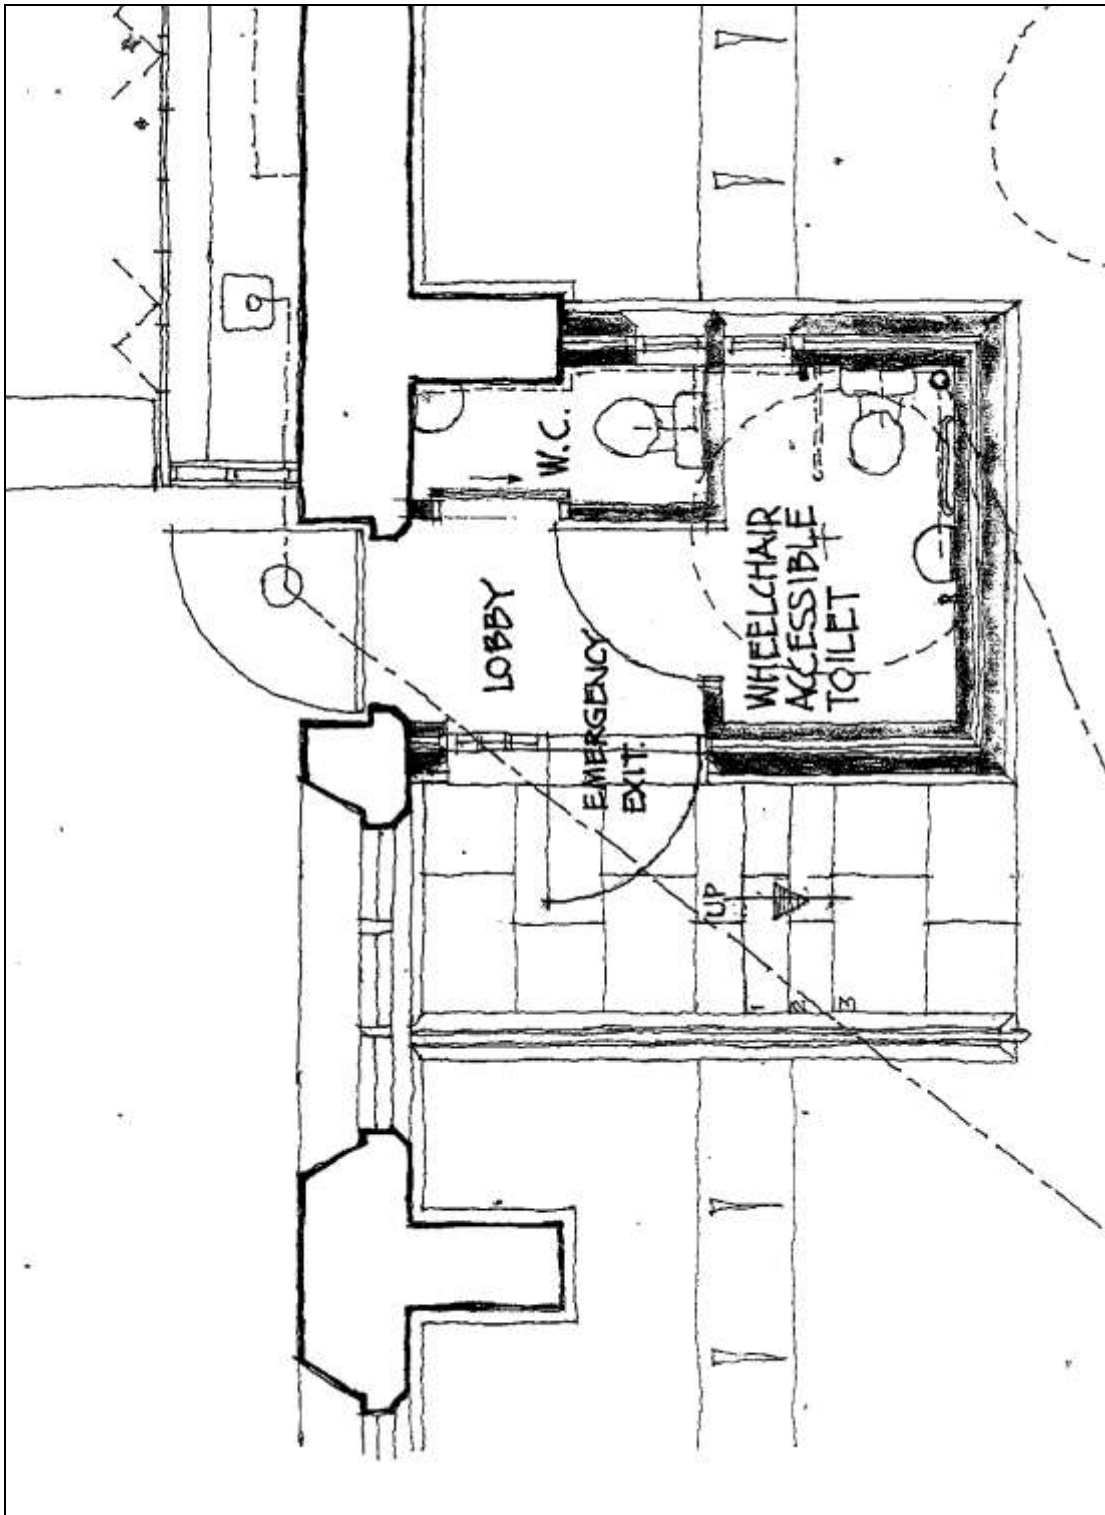 W.C.
LOBBY
WHEELCHAIR
ACCESSIBLE
TOILET
EMERGENCY
EXIT.
UP
1
2
3